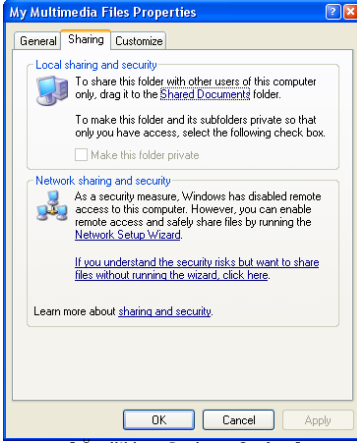 My Multimedia Files Properties
General Sharing Customize
Local sharing and security
To share this folder with other users of this computer
only, drag it to the Shared Documents folder.
To make this folder and its subfolders private so that
only you have access, select the following check box.
Make this folder private
Network sharing and security
As a security measure, Windows has disabled remote
access to this computer. However, you can enable
remote access and safely share files by running the
Network Setup Wizard.
If you understand the security risks but want to share
files without running the wizard, click here.
Learn more about sharing and security.
OK Cancel Apply